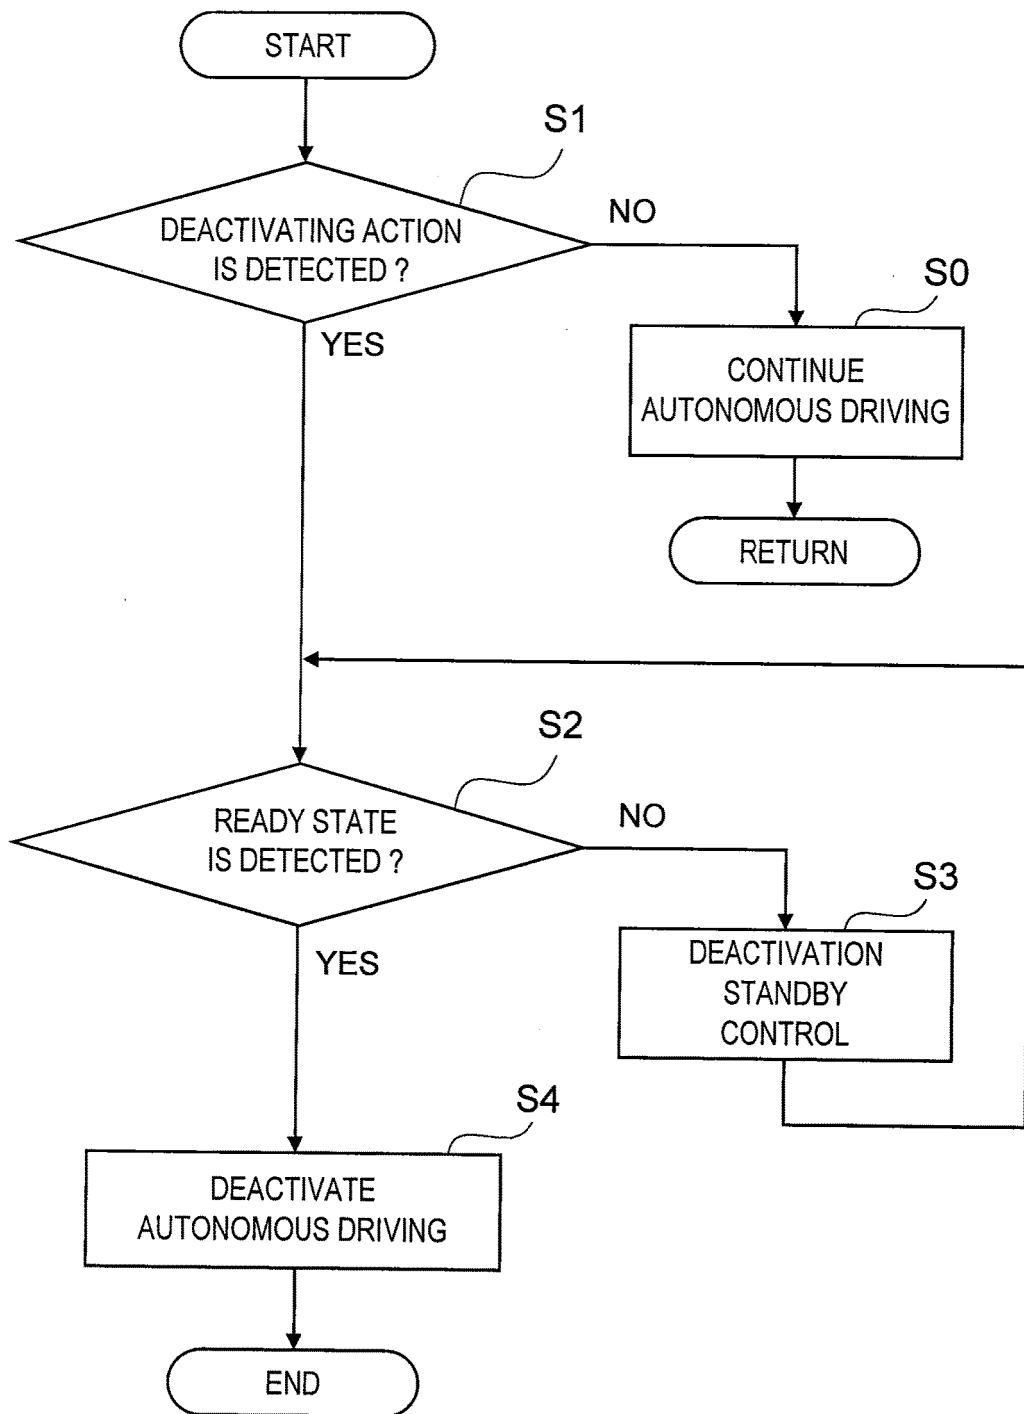 START
S1
DEACTIVATING ACTION
IS DETECTED ?
NO
YES
S0
CONTINUE
AUTONOMOUS DRIVING
RETURN
S2
READY STATE
IS DETECTED ?
NO
YES
S3
DEACTIVATION
STANDBY
CONTROL
S4
DEACTIVATE
AUTONOMOUS DRIVING
END